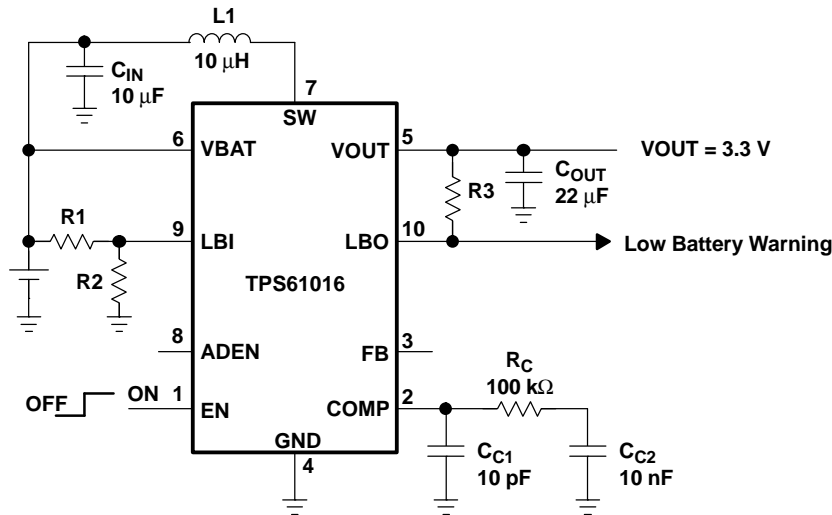 L1
10 μH
C_IN
10 μF
7
SW
6
VBAT
VOUT
5
VOUT = 3.3 V
C_OUT
22 μF
R3
R1
9
LBI
LBO
10
Low Battery Warning
R2
TPS61016
8
ADEN
FB
3
R_C
100 kΩ
OFF
ON
1
EN
COMP
2
GND
4
C_C1
10 pF
C_C2
10 nF